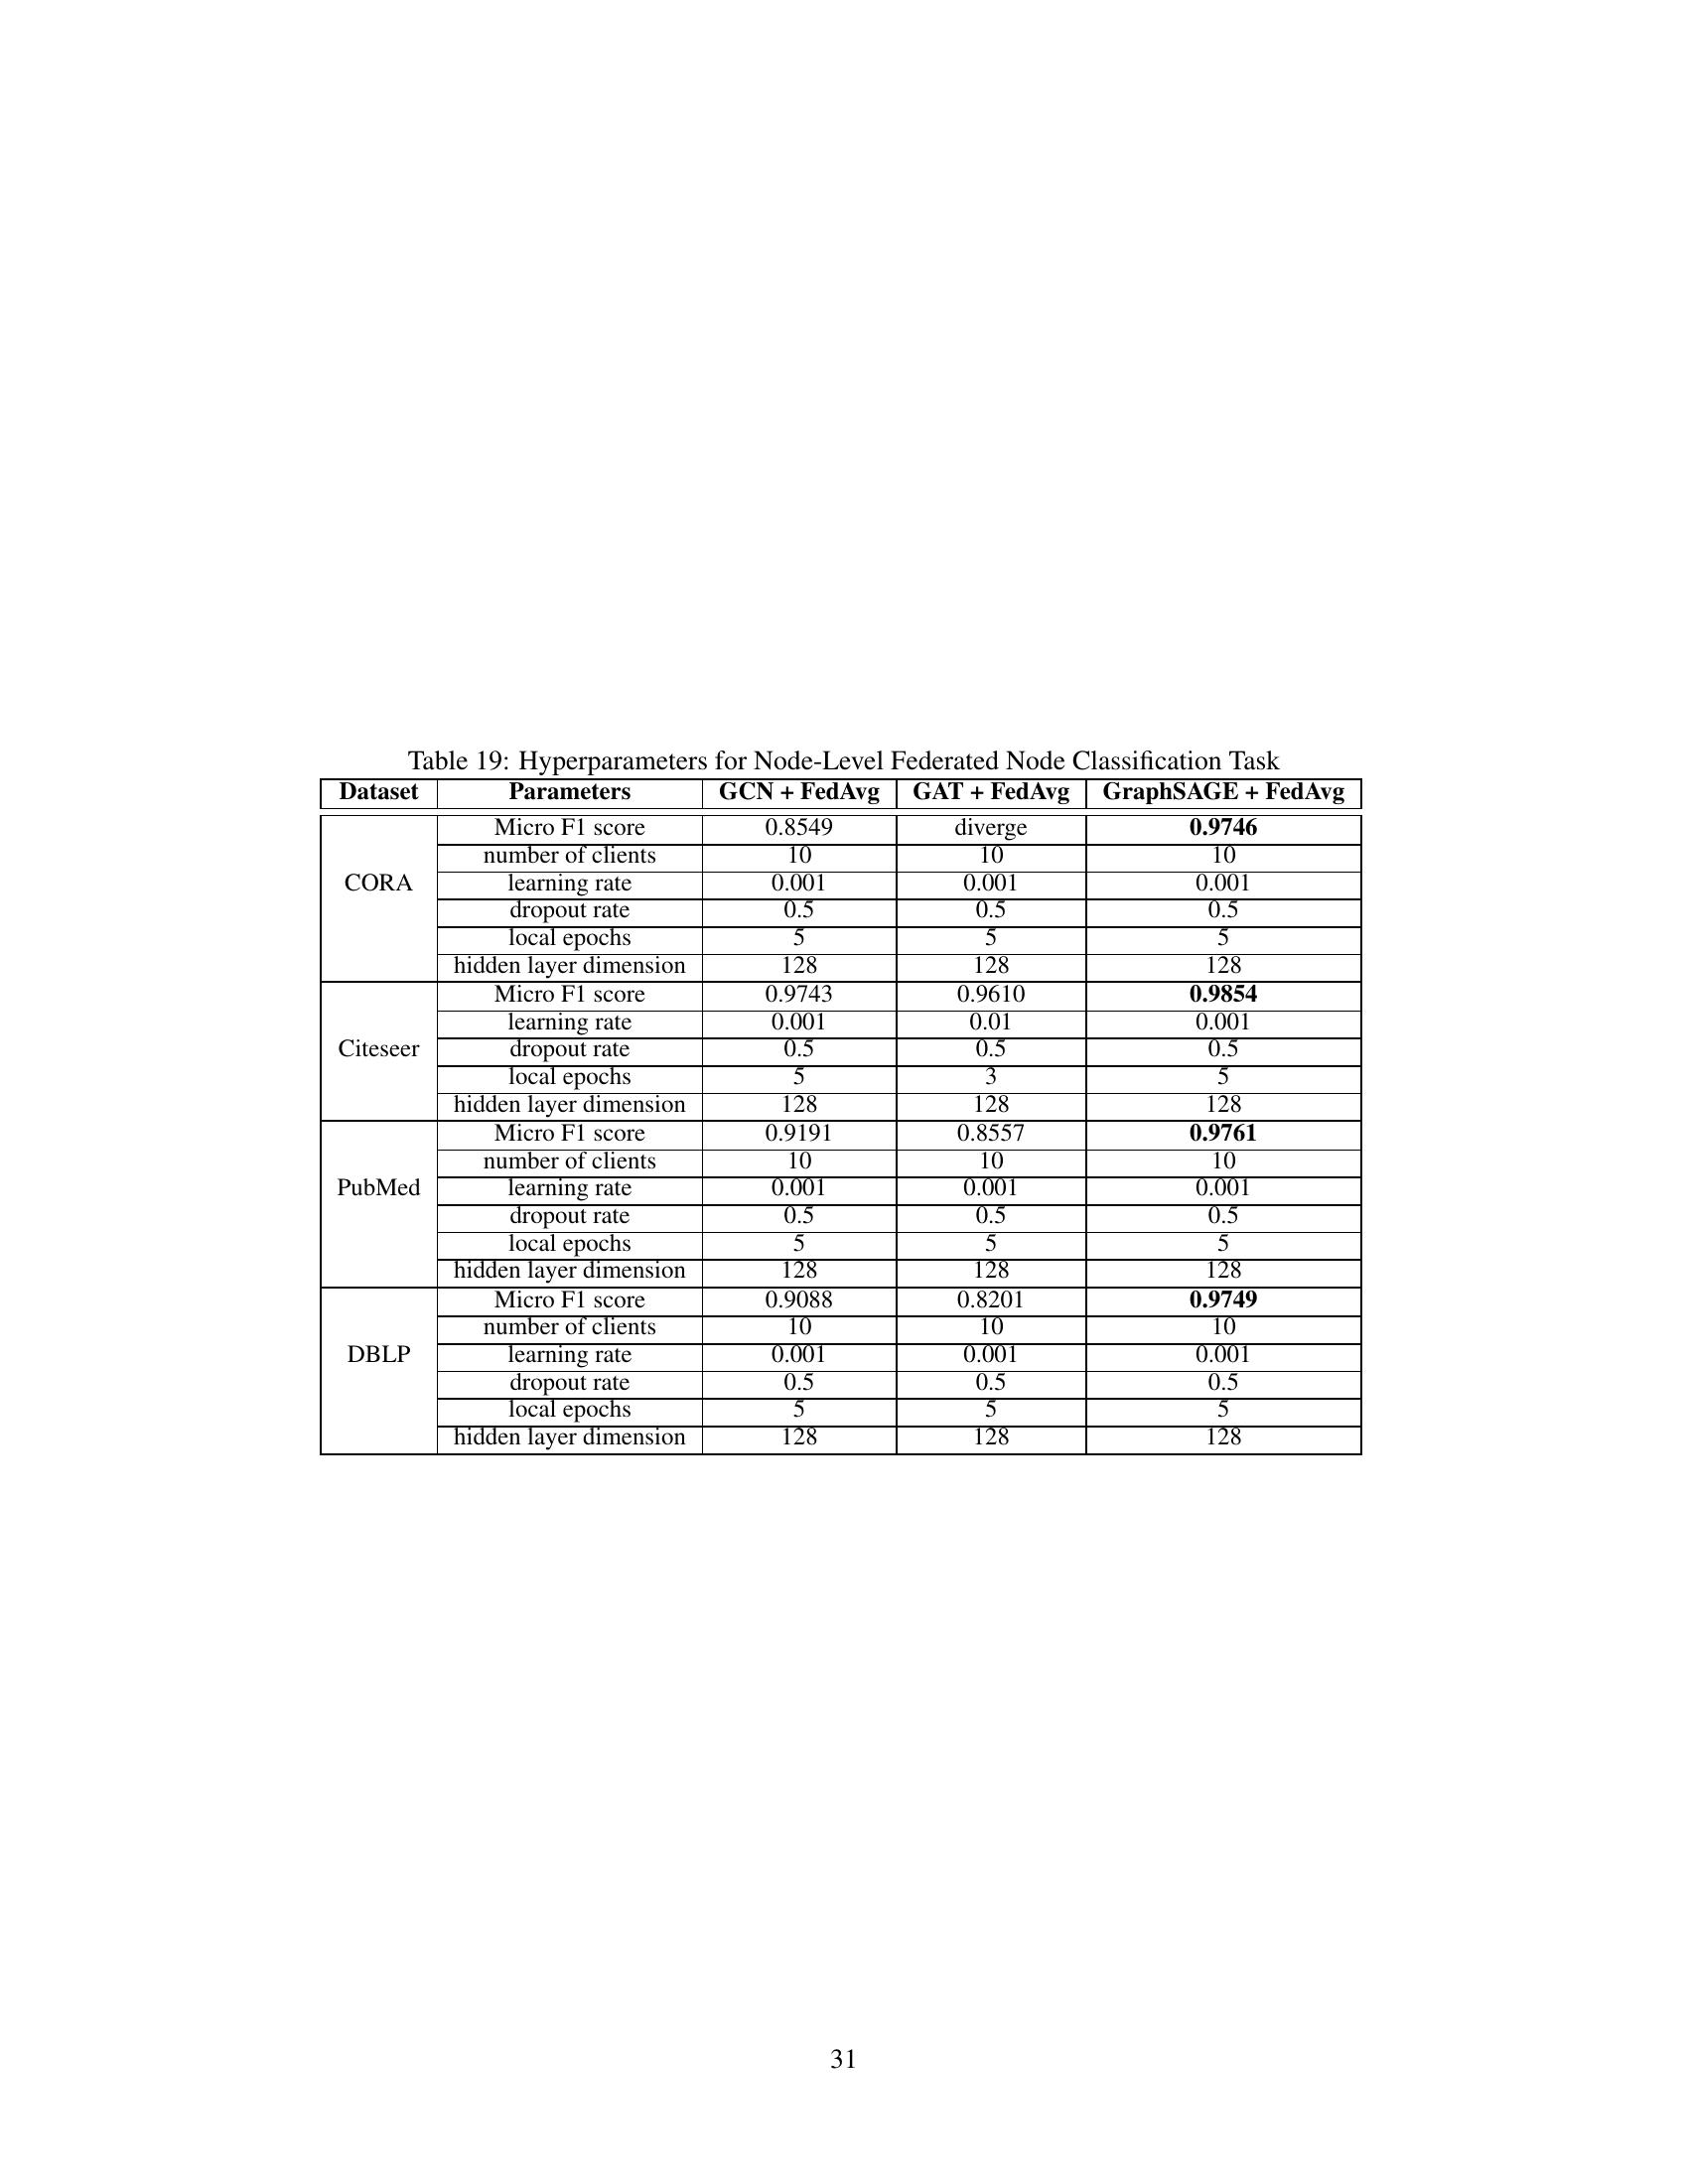 Table 19: Hyperparameters for Node-Level Federated Node Classification Task
Dataset Parameters GCN + FedAvg GAT + FedAvg GraphSAGE + FedAvg
Micro F1 score 0.8549 diverge 0.9746
number of clients 10 10 10
CORA learning rate 0.001 0.001 0.001
dropout rate 0.5 0.5 0.5
local epochs 5 5 5
hidden layer dimension 128 128 128
Micro F1 score 0.9743 0.9610 0.9854
learning rate 0.001 0.01 0.001
Citeseer dropout rate 0.5 0.5 0.5
local epochs 5 3 5
hidden layer dimension 128 128 128
Micro F1 score 0.9191 0.8557 0.9761
number of clients 10 10 10
PubMed learning rate 0.001 0.001 0.001
dropout rate 0.5 0.5 0.5
local epochs 5 5 5
hidden layer dimension 128 128 128
Micro F1 score 0.9088 0.8201 0.9749
number of clients 10 10 10
DBLP learning rate 0.001 0.001 0.001
dropout rate 0.5 0.5 0.5
local epochs 5 5 5
hidden layer dimension 128 128 128
31